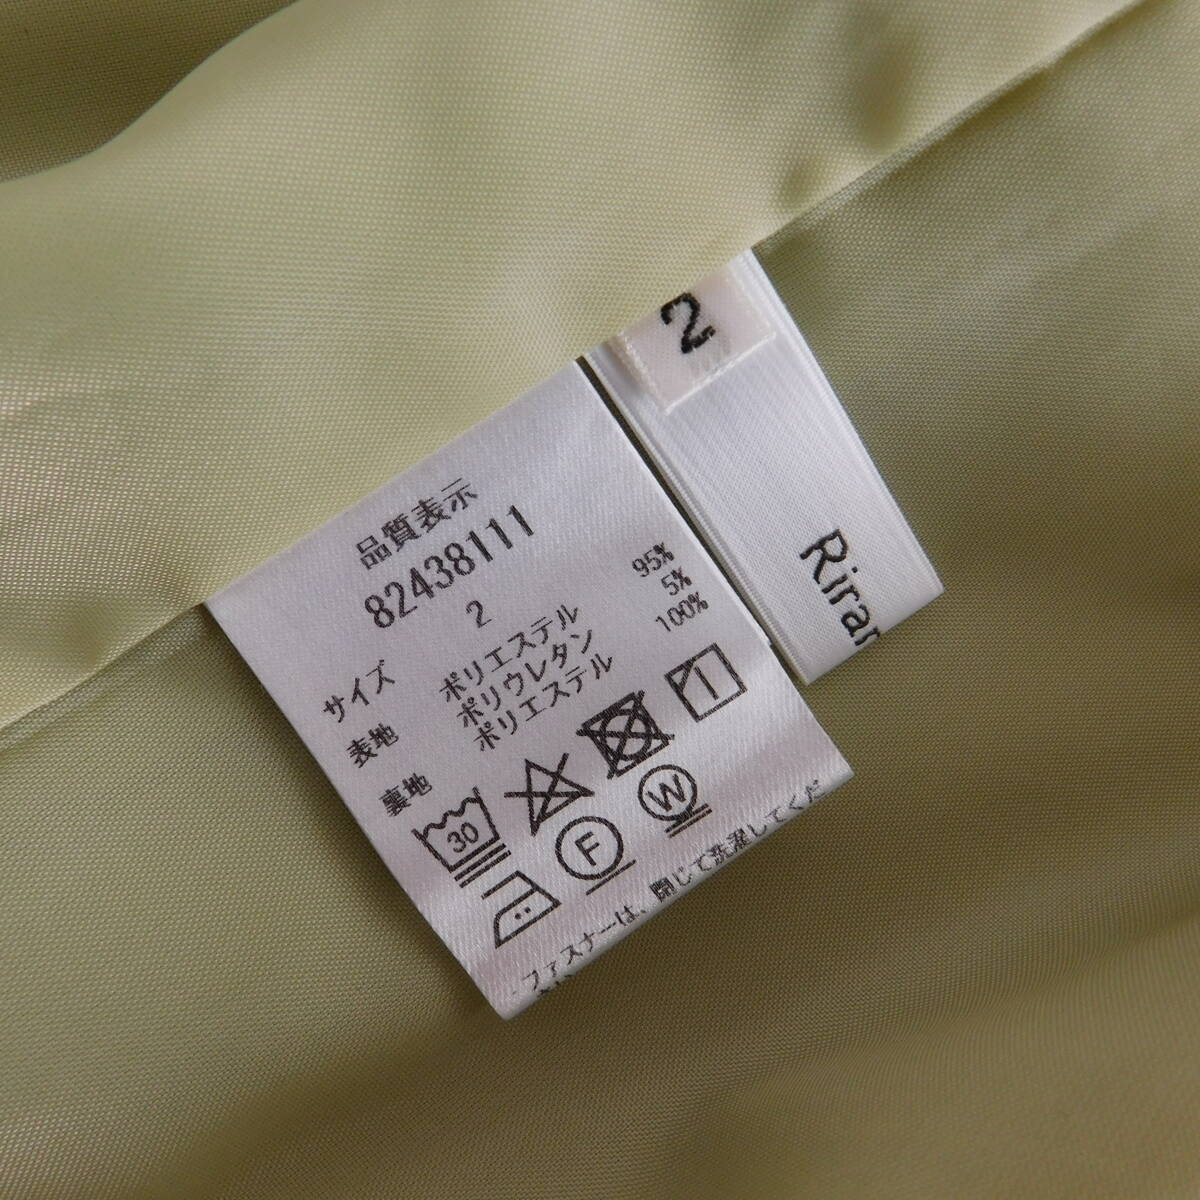 品質表示
82438111
サイズ 2
表地 ポリエステル 95%
ポリウレタン 5%
裏地 ポリエステル 100%
30
F
W
・ファスナーは、閉じて洗濯してくだ
2